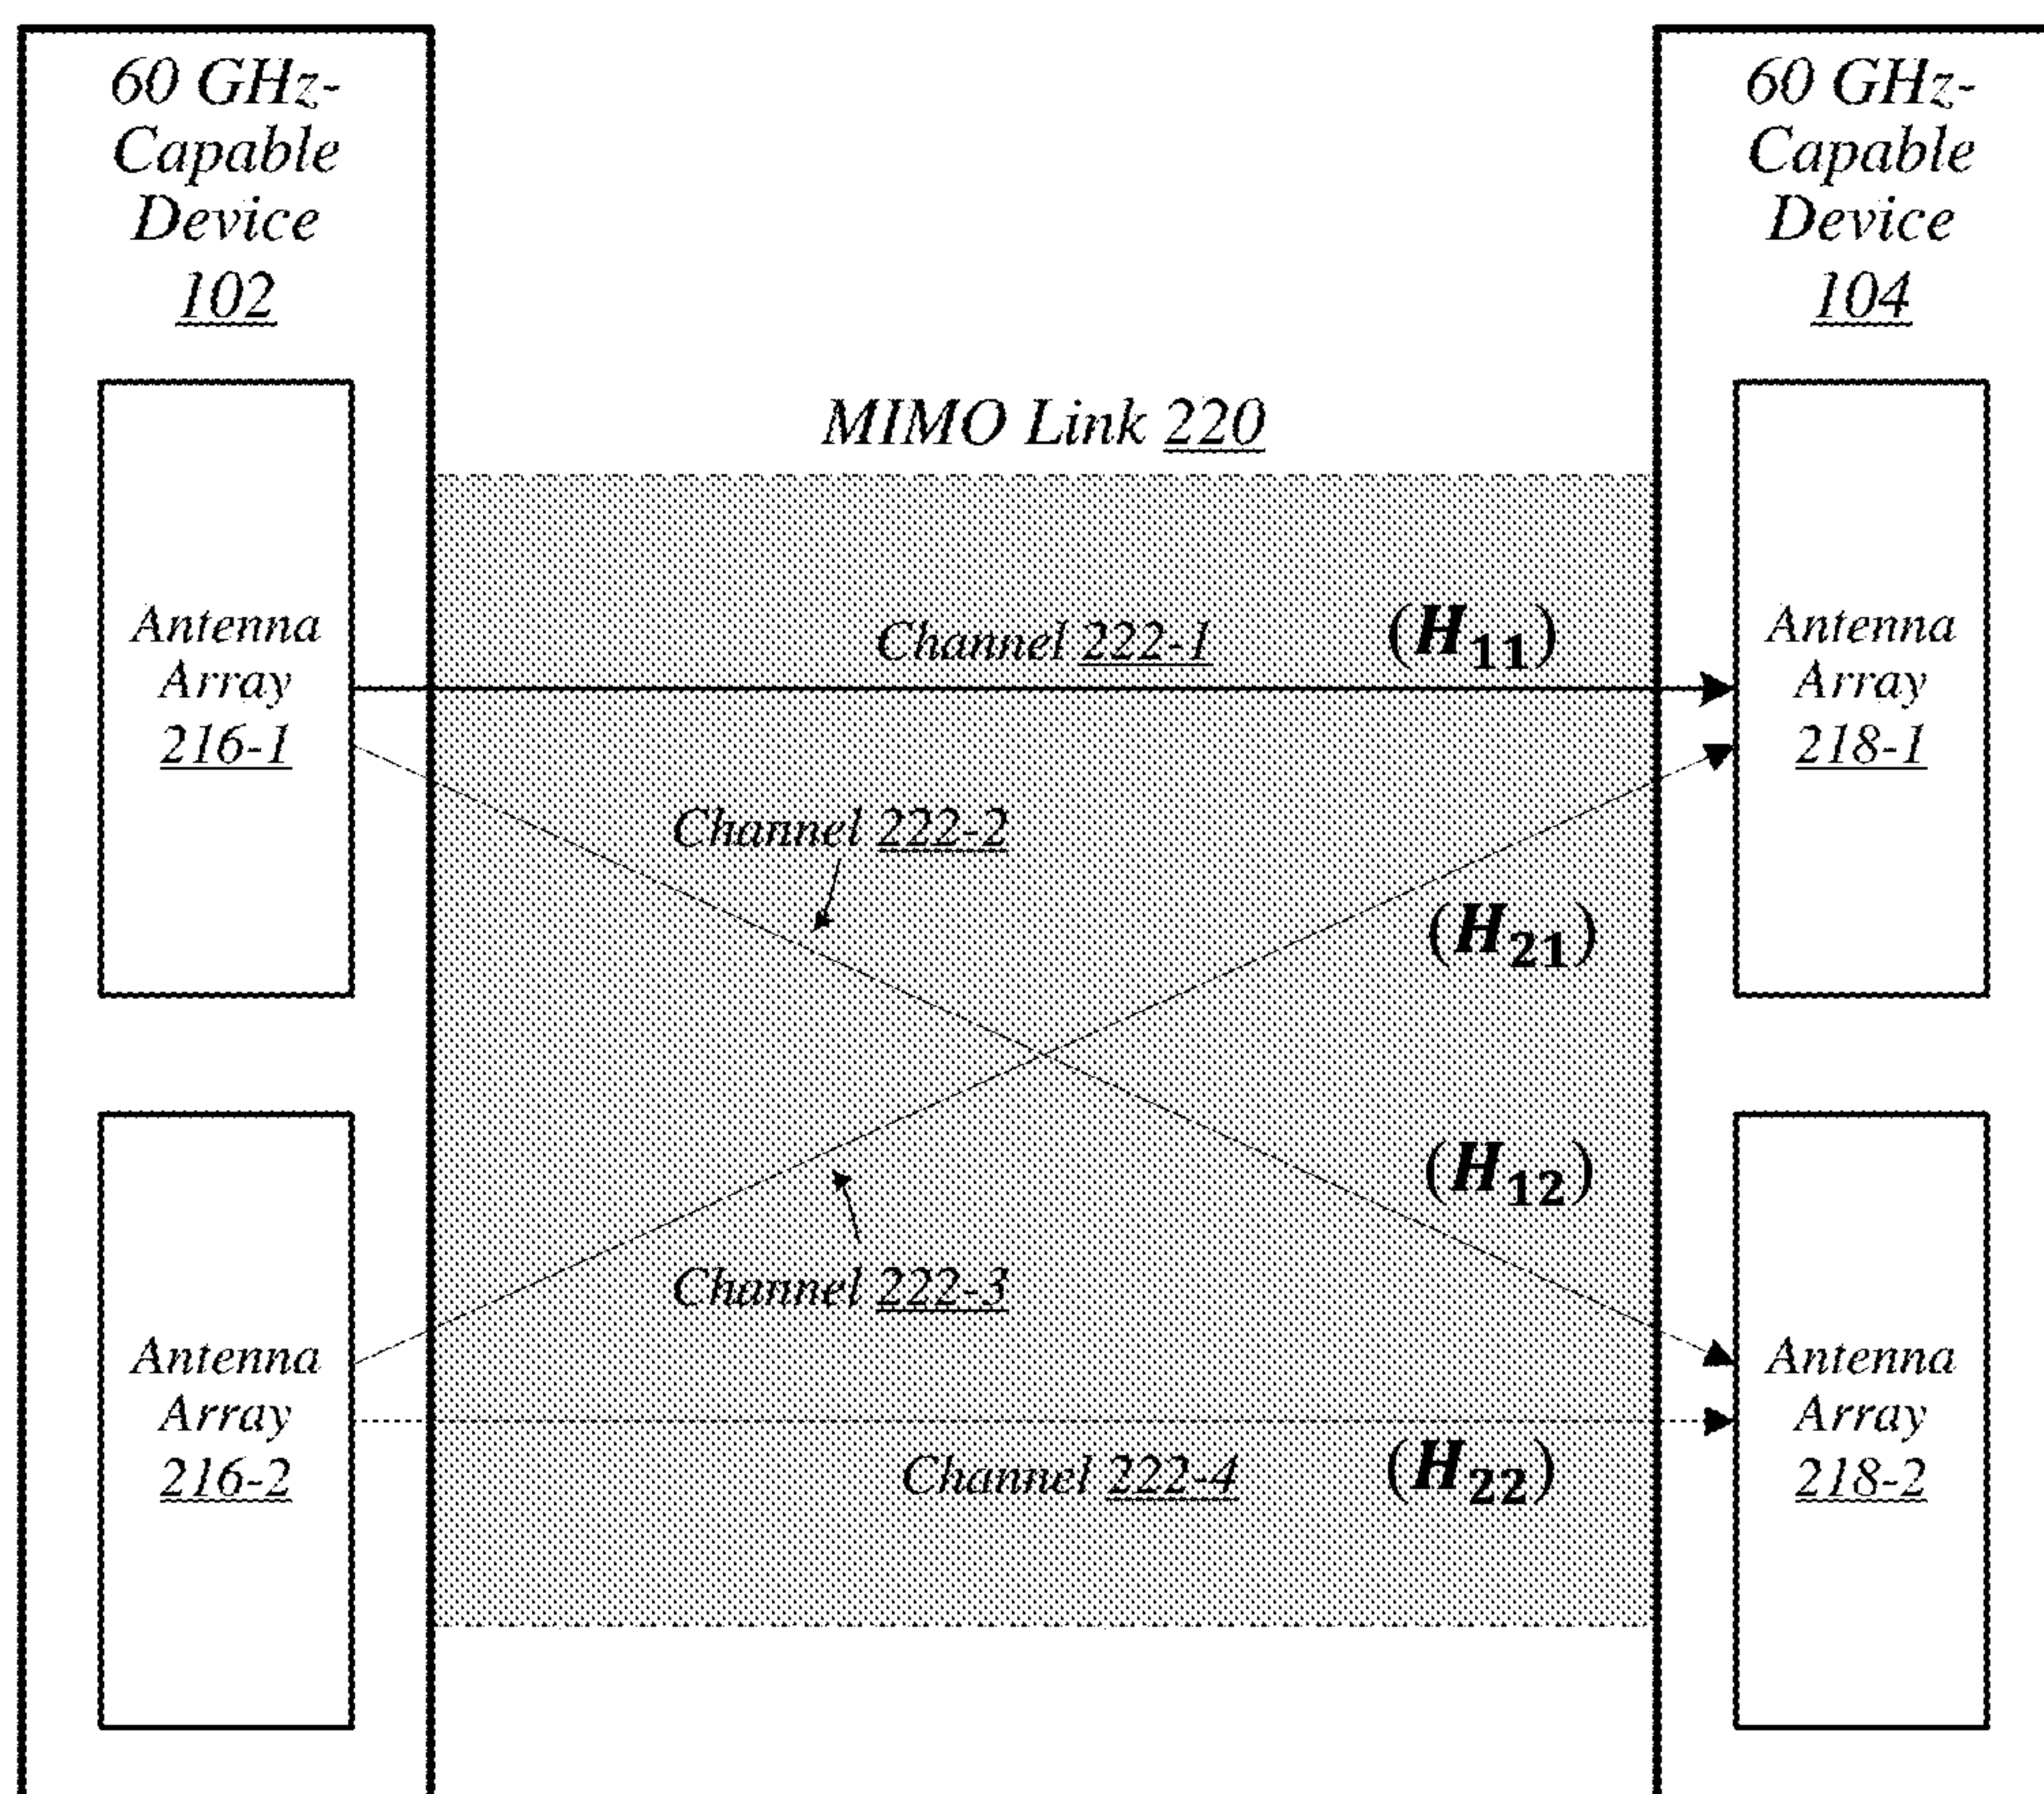 60 GHz-
Capable
Device
102
60 GHz-
Capable
Device
104
MIMO Link 220
Antenna
Array
216-1
Channel 222-1 (H11)
Antenna
Array
218-1
Channel 222-2
(H21)
(H12)
Channel 222-3
Antenna
Array
216-2
Channel 222-4 (H22)
Antenna
Array
218-2